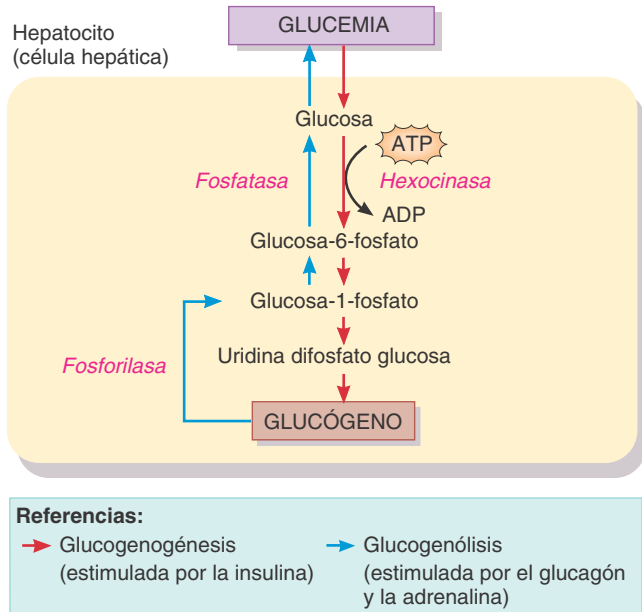 GLUCEMIA
Hepatocito
(célula hepática)
Glucosa
ATP
Fosfatasa
Hexocinasa
ADP
Glucosa-6-fosfato
Glucosa-1-fosfato
Uridina difosfato glucosa
Fosforilasa
GLUCÓGENO
Referencias:
Glucogenogénesis
(estimulada por la insulina)
Glucogenólisis
(estimulada por el glucagón
y la adrenalina)